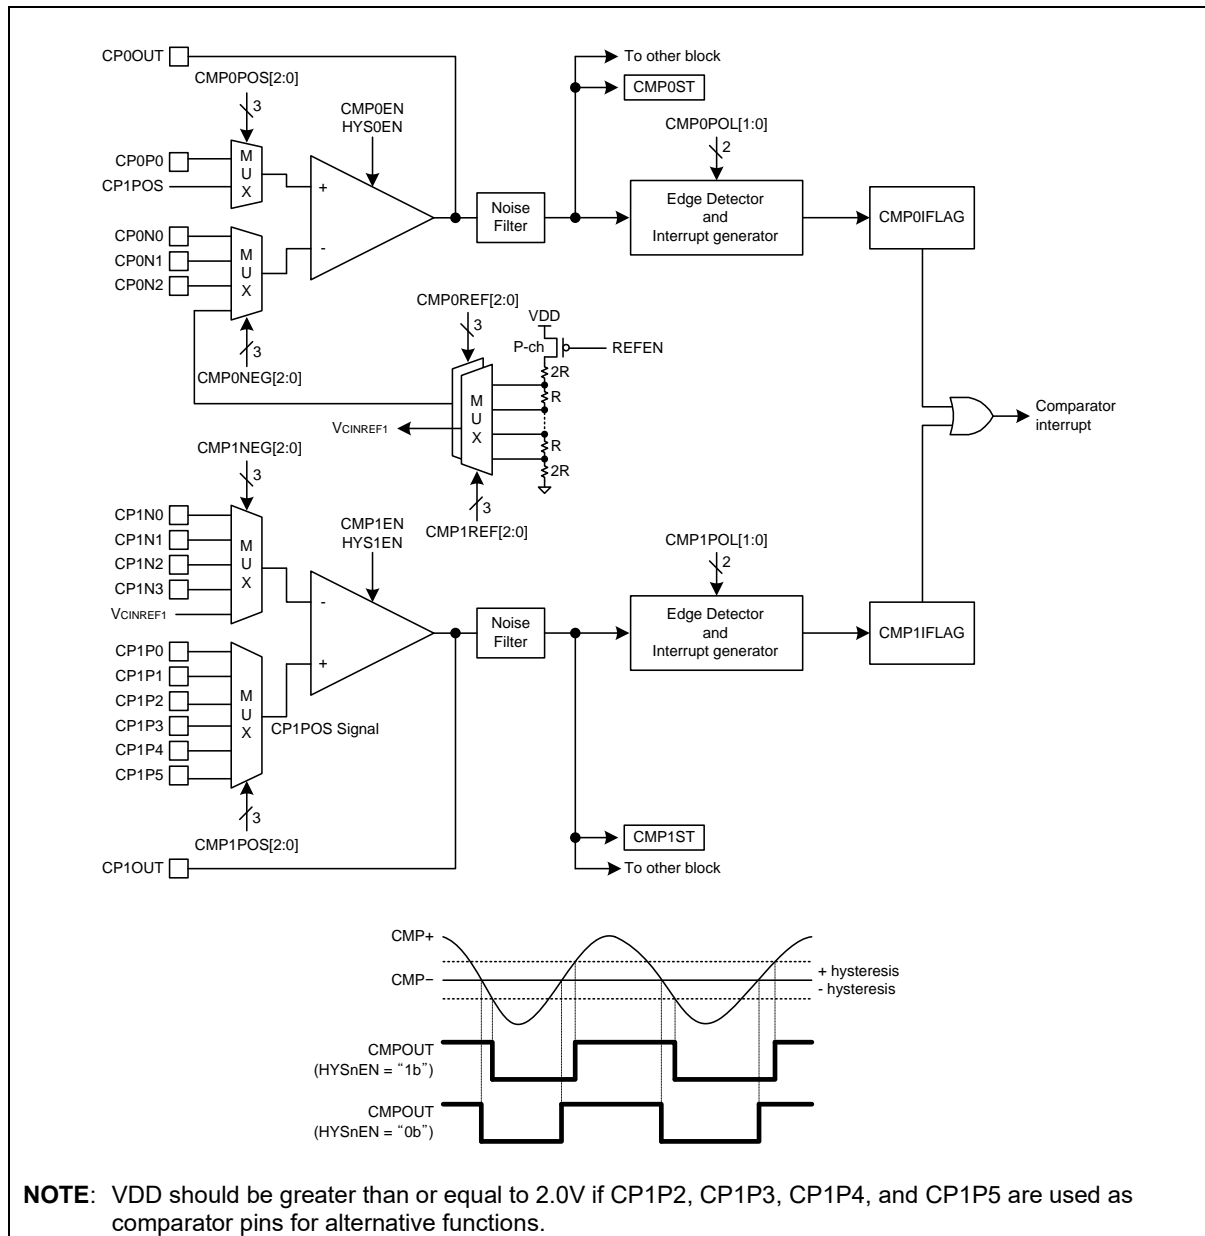 CP0OUT
To other block
CMP0POS[2:0]
CMP0ST
3
CMP0EN
HYS0EN
CMP0POL[1:0]
2
CP0P0
CP1POS
M
U
X
+
Noise
Filter
Edge Detector
and
Interrupt generator
CMP0IFLAG
CP0N0
CP0N1
CP0N2
M
U
X
-
3
CMP0NEG[2:0]
CMP0REF[2:0]
3
VDD
P-ch
REFEN
2R
R
R
2R
M
U
X
VCINREF1
3
CMP1REF[2:0]
Comparator
interrupt
CMP1NEG[2:0]
3
CP1N0
CP1N1
CP1N2
CP1N3
VCINREF1
M
U
X
CMP1EN
HYS1EN
-
+
CMP1POL[1:0]
2
Noise
Filter
Edge Detector
and
Interrupt generator
CMP1IFLAG
CP1P0
CP1P1
CP1P2
CP1P3
CP1P4
CP1P5
M
U
X
CP1POS Signal
3
CMP1POS[2:0]
CMP1ST
CP1OUT
To other block
CMP+
CMP−
+ hysteresis
- hysteresis
CMPOUT
(HYSnEN = “1b”)
CMPOUT
(HYSnEN = “0b”)
NOTE: VDD should be greater than or equal to 2.0V if CP1P2, CP1P3, CP1P4, and CP1P5 are used as
comparator pins for alternative functions.